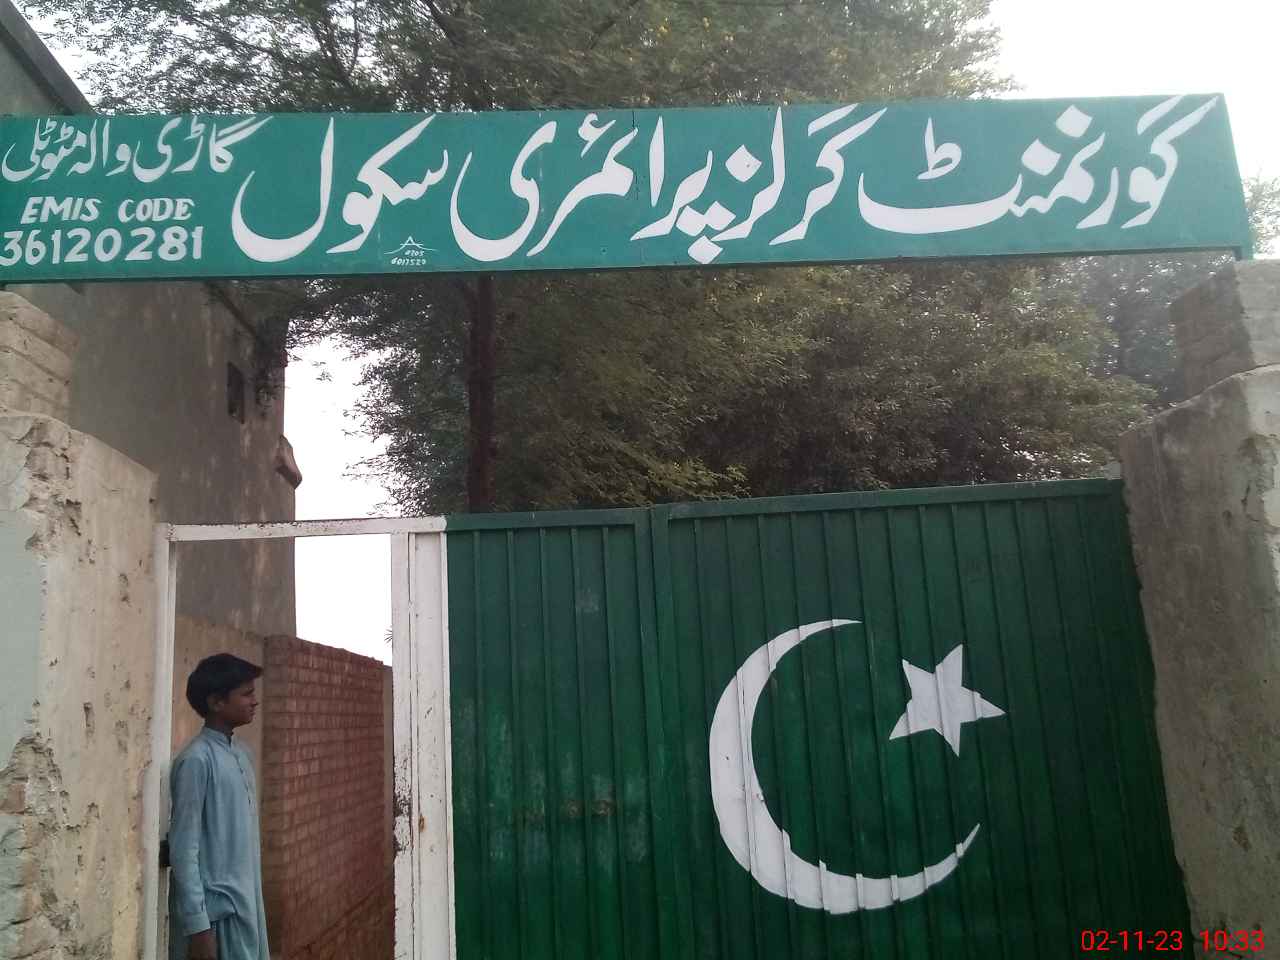 گورنمنٹ گرلز پرائمری سکول گاڑی والہ مٹوٹلی
EMIS CODE
36120281
02-11-23 10:33